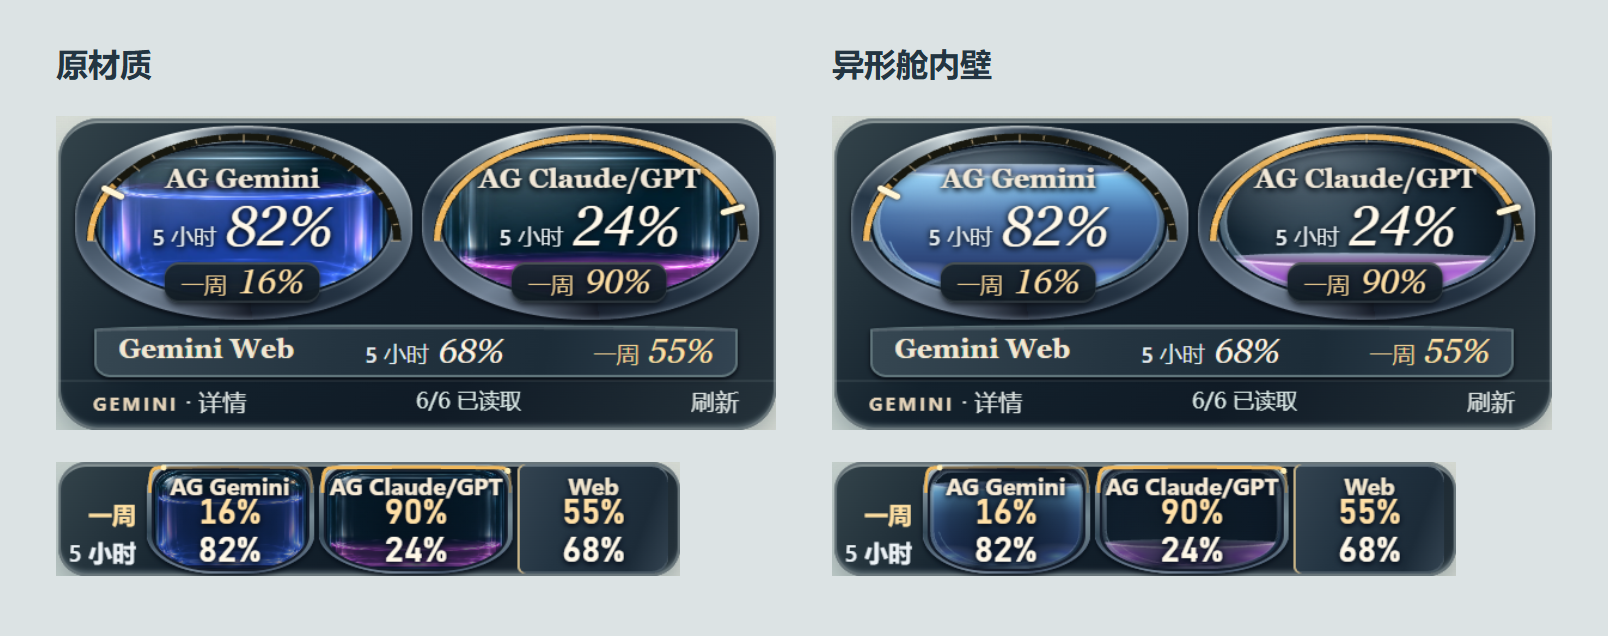 原材质
AG Gemini
5 小时 82%
一周 16%
AG Claude/GPT
5 小时 24%
一周 90%
Gemini Web 5 小时 68% 一周 55%
GEMINI · 详情 6/6 已读取 刷新
AG Gemini AG Claude/GPT Web
一周 16% 90% 55%
5 小时 82% 24% 68%
异形舱内壁
AG Gemini
5 小时 82%
一周 16%
AG Claude/GPT
5 小时 24%
一周 90%
Gemini Web 5 小时 68% 一周 55%
GEMINI · 详情 6/6 已读取 刷新
AG Gemini AG Claude/GPT Web
一周 16% 90% 55%
5 小时 82% 24% 68%